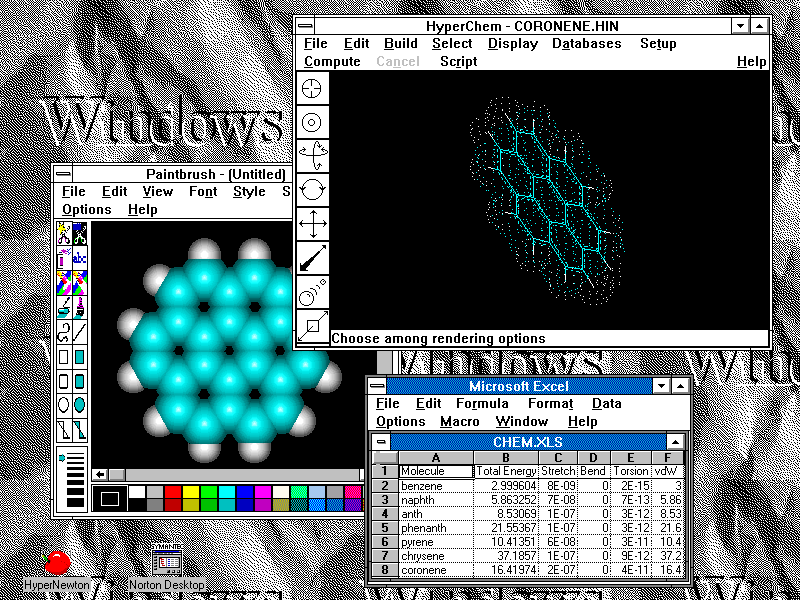 HyperChem - CORONENE.HIN
File Edit Build Select Display Databases Setup
Compute Cancel Script Help
Windows
Paintbrush - (Untitled)
File Edit View Font Style S
Options Help
abc
Choose among rendering options
Windows
Microsoft Excel
File Edit Formula Format Data
Options Macro Window Help
CHEM.XLS
A B C D E F
1 Molecule Total Energy Stretch Bend Torsion vdW
2 benzene 2.999604 8E-09 0 2E-15 3
3 naphth 5.863252 7E-08 0 7E-13 5.86
4 anth 8.53069 1E-07 0 3E-12 8.53
5 phenanth 21.55367 1E-07 0 3E-12 21.6
6 pyrene 10.41351 6E-08 0 3E-11 10.4
7 chrysene 37.1857 1E-07 0 9E-12 37.2
8 coronene 16.41974 2E-07 0 4E-11 16.4
HyperNewton
Norton Desktop